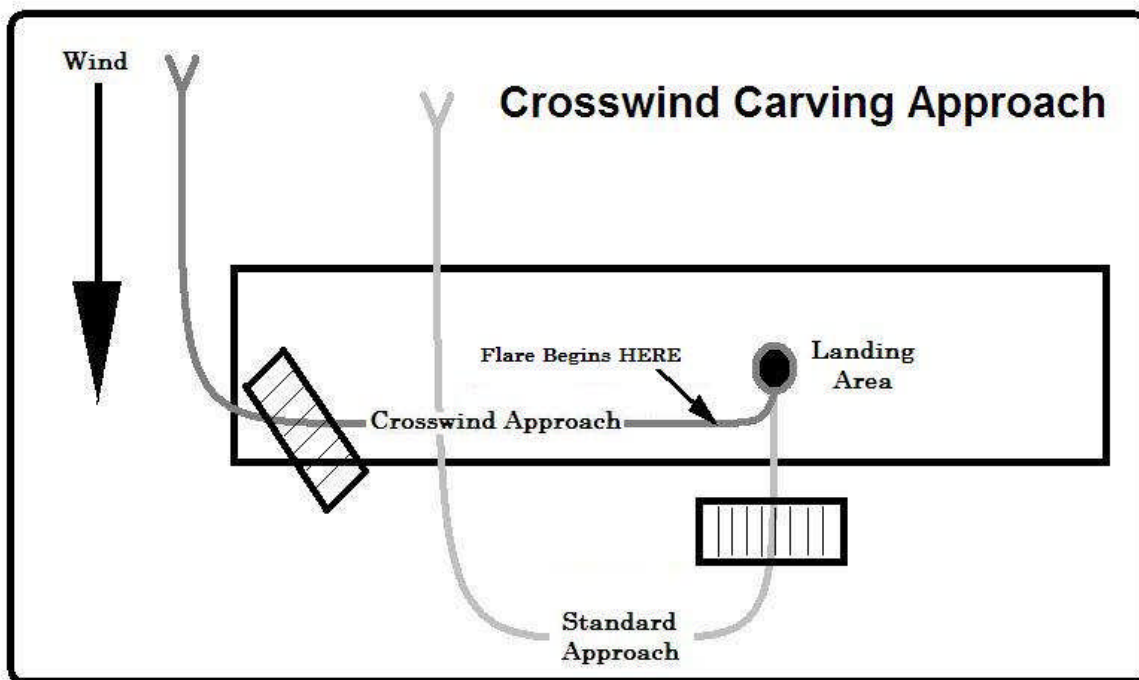 Wind
Crosswind Carving Approach
Flare Begins HERE
Landing
Area
Crosswind Approach
Standard
Approach